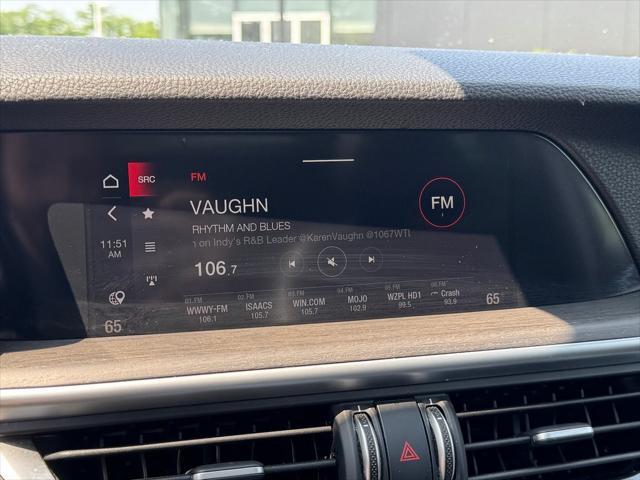 SRC
FM
VAUGHN
FM
RHYTHM AND BLUES
on Indy's R&B Leader @KarenVaughn @1067WTL
11:51
AM
106.7
01.FM 02.FM 03.FM 04.FM 05.FM 06.FM
WWWY-FM ISAACS WIN.COM MOJO WZPL HD1 Crash
106.1 105.7 105.7 102.9 99.5 93.9
65 65